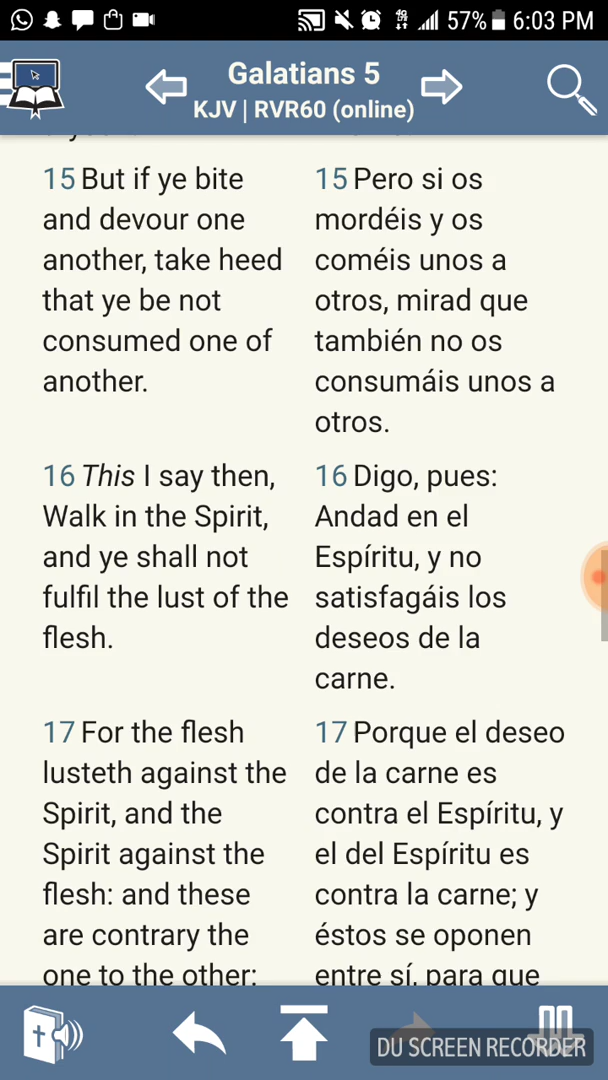 57% 6:03 PM
Galatians 5
KJV | RVR60 (online)
15 But if ye bite
and devour one
another, take heed
that ye be not
consumed one of
another.
15 Pero si os
mordéis y os
coméis unos a
otros, mirad que
también no os
consumáis unos a
otros.
16 This I say then,
Walk in the Spirit,
and ye shall not
fulfil the lust of the
flesh.
16 Digo, pues:
Andad en el
Espíritu, y no
satisfagáis los
deseos de la
carne.
17 For the flesh
lusteth against the
Spirit, and the
Spirit against the
flesh: and these
are contrary the
one to the other:
17 Porque el deseo
de la carne es
contra el Espíritu, y
el del Espíritu es
contra la carne; y
éstos se oponen
entre sí, para que
DU SCREEN RECORDER